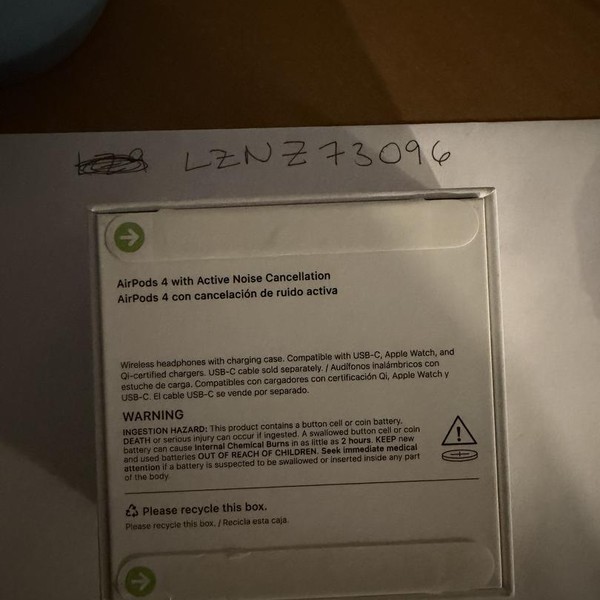 LZNZ73096
AirPods 4 with Active Noise Cancellation
AirPods 4 con cancelación de ruido activa
Wireless headphones with charging case. Compatible with USB-C, Apple Watch, and
Qi-certified chargers. USB-C cable sold separately. / Audífonos inalámbricos con
estuche de carga. Compatibles con cargadores con certificación Qi, Apple Watch y
USB-C. El cable USB-C se vende por separado.
WARNING
INGESTION HAZARD: This product contains a button cell or coin battery.
DEATH or serious injury can occur if ingested. A swallowed button cell or coin
battery can cause Internal Chemical Burns in as little as 2 hours. KEEP new
and used batteries OUT OF REACH OF CHILDREN. Seek immediate medical
attention if a battery is suspected to be swallowed or inserted inside any part
of the body.
Please recycle this box.
Please recycle this box. / Recicla esta caja.